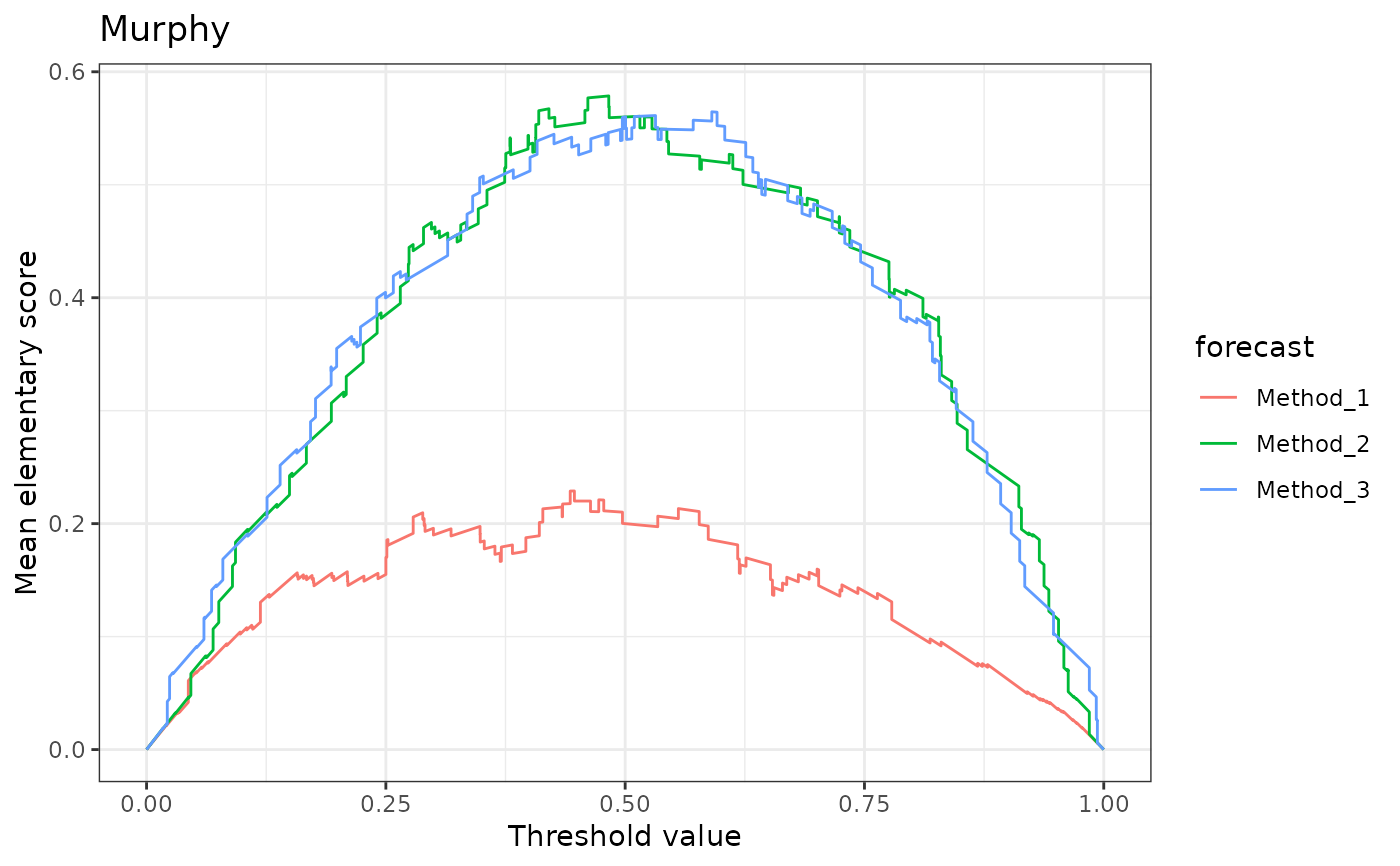 Murphy
Mean elementary score
0.6
0.4
0.2
0.0
0.00 0.25 0.50 0.75 1.00
Threshold value
forecast
Method_1
Method_2
Method_3